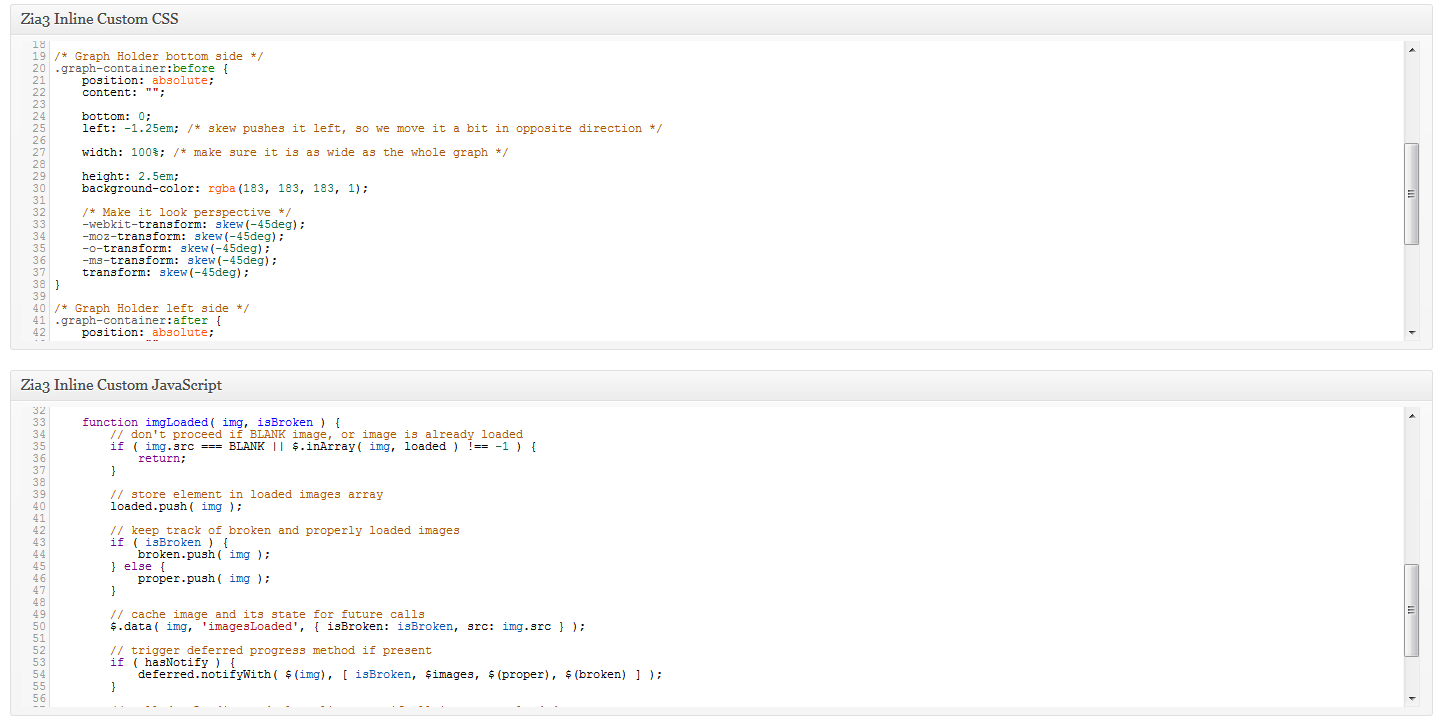 Zia3 Inline Custom CSS
18
19 /* Graph Holder bottom side */
20 .graph-container:before {
21     position: absolute;
22     content: "";
23
24     bottom: 0;
25     left: -1.25em; /* skew pushes it left, so we move it a bit in opposite direction */
26
27     width: 100%; /* make sure it is as wide as the whole graph */
28
29     height: 2.5em;
30     background-color: rgba(183, 183, 183, 1);
31
32     /* Make it look perspective */
33     -webkit-transform: skew(-45deg);
34     -moz-transform: skew(-45deg);
35     -o-transform: skew(-45deg);
36     -ms-transform: skew(-45deg);
37     transform: skew(-45deg);
38 }
39
40 /* Graph Holder left side */
41 .graph-container:after {
42     position: absolute;
Zia3 Inline Custom JavaScript
32
33     function imgLoaded( img, isBroken ) {
34         // don't proceed if BLANK image, or image is already loaded
35         if ( img.src === BLANK || $.inArray( img, loaded ) !== -1 ) {
36             return;
37         }
38
39         // store element in loaded images array
40         loaded.push( img );
41
42         // keep track of broken and properly loaded images
43         if ( isBroken ) {
44             broken.push( img );
45         } else {
46             proper.push( img );
47         }
48
49         // cache image and its state for future calls
50         $.data( img, 'imagesLoaded', { isBroken: isBroken, src: img.src } );
51
52         // trigger deferred progress method if present
53         if ( hasNotify ) {
54             deferred.notifyWith( $(img), [ isBroken, $images, $(proper), $(broken) ] );
55         }
56